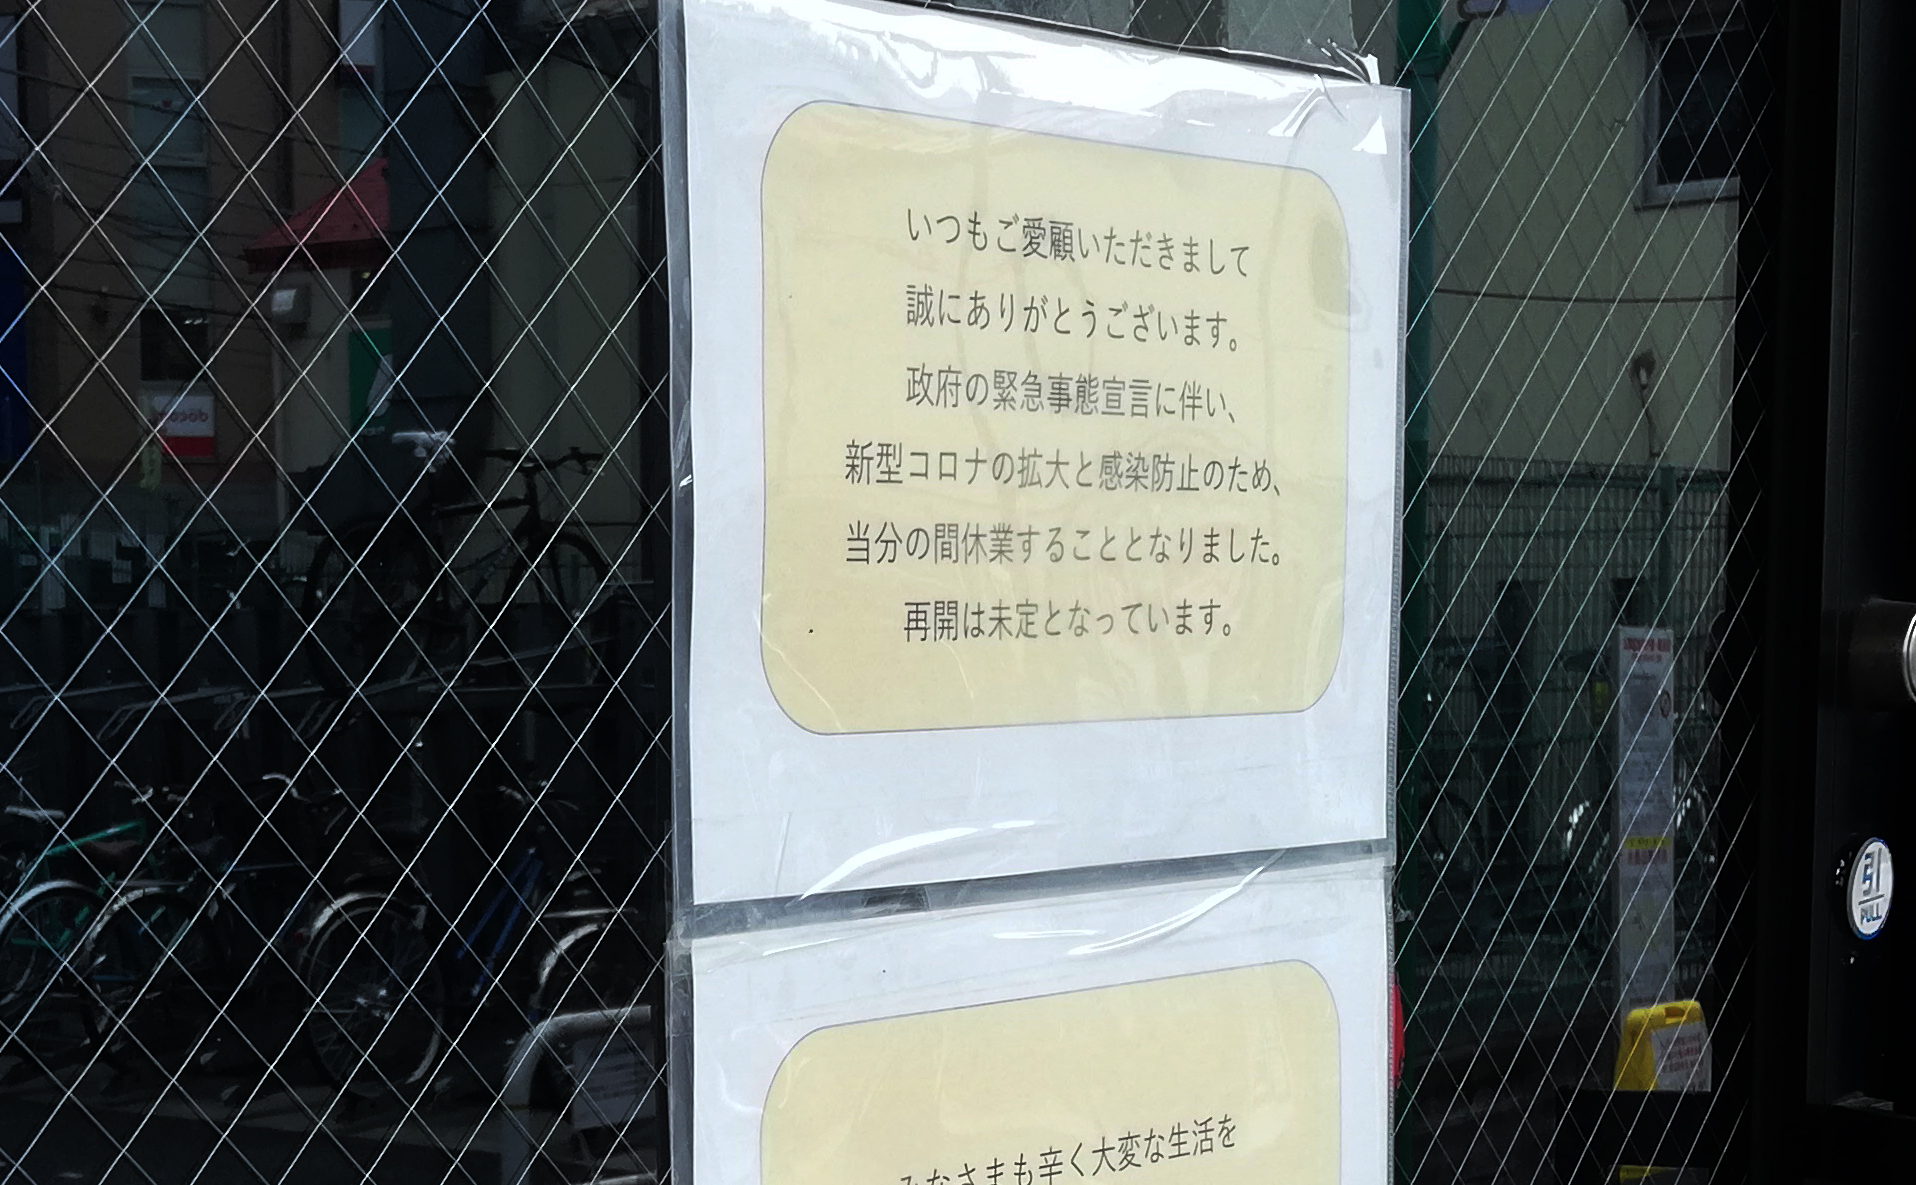 いつもご愛顧いただきまして
誠にありがとうございます。
政府の緊急事態宣言に伴い、
新型コロナの拡大と感染防止のため、
当分の間休業することとなりました。
再開は未定となっています。
みなさまも辛く大変な生活を
引
PULL
docomo